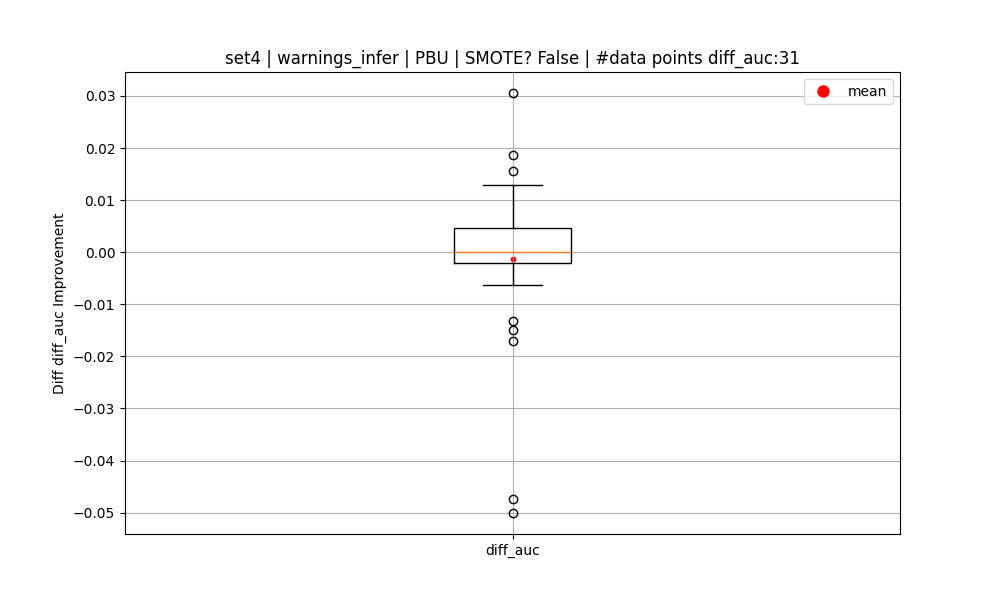 set4 | warnings_infer | PBU | SMOTE? False | #data points diff_auc:31
mean
0.03
0.02
0.01
0.00
−0.01
−0.02
−0.03
−0.04
−0.05
Diff diff_auc Improvement
diff_auc